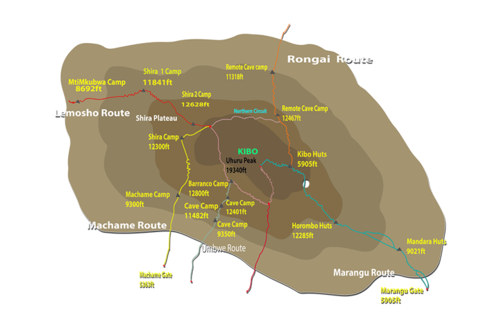 Rongai Route
Remote Cave camp
11318ft
Shira 1 Camp
11841ft
MtiMkubwa Camp
8692ft
Shira 2 Camp
12628ft
Lemosho Route
Shira Plateau
Northern Circuit
Remote Cave Camp
12467ft
Shira Camp
12300ft
KIBO
Uhuru Peak
19340ft
Kibo Huts
5905ft
Barranco Camp
12800ft
Machame Camp
9300ft
Cave Camp
11482ft
Cave Camp
12401ft
Cave Camp
9350ft
Machame Route
Horombo Huts
12285ft
Umbwe Route
Mandara Huts
9021ft
Machame Gate
Marangu Route
Marangu Gate
5905ft